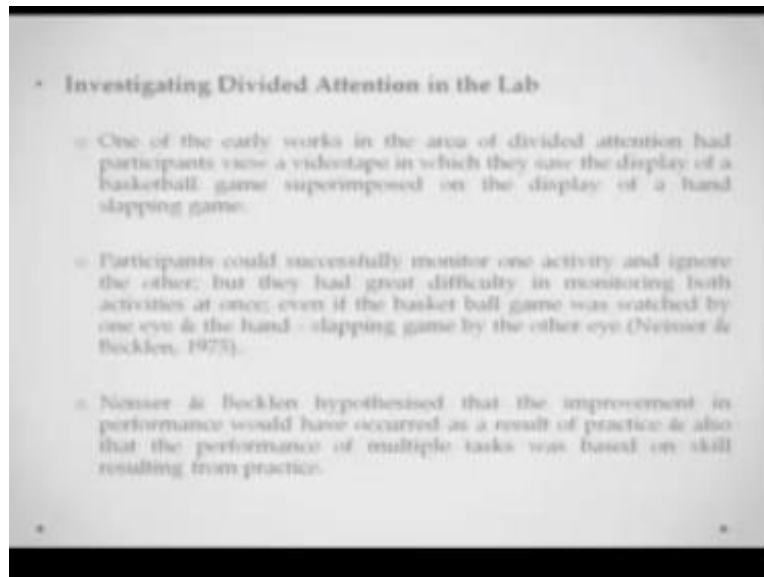 • Investigating Divided Attention in the Lab
One of the early works in the area of divided attention had
participants view a videotape in which they saw the display of a
basketball game superimposed on the display of a hand
slapping game.
Participants could successfully monitor one activity and ignore
the other; but they had great difficulty in monitoring both
activities at once; even if the basket ball game was watched by
one eye & the hand - slapping game by the other eye (Neisser &
Becklen, 1975).
Neisser & Becklen hypothesised that the improvement in
performance would have occurred as a result of practice & also
that the performance of multiple tasks was based on skill
resulting from practice.